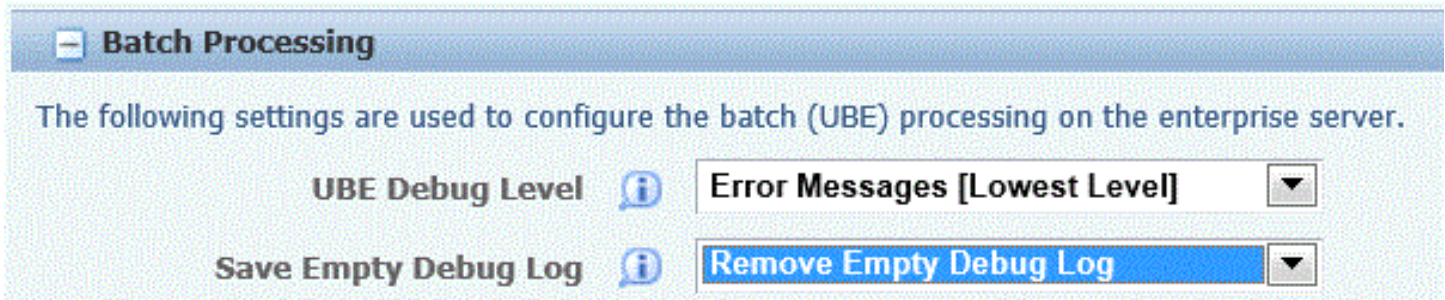 Batch Processing
The following settings are used to configure the batch (UBE) processing on the enterprise server.
UBE Debug Level Error Messages [Lowest Level]
Save Empty Debug Log Remove Empty Debug Log